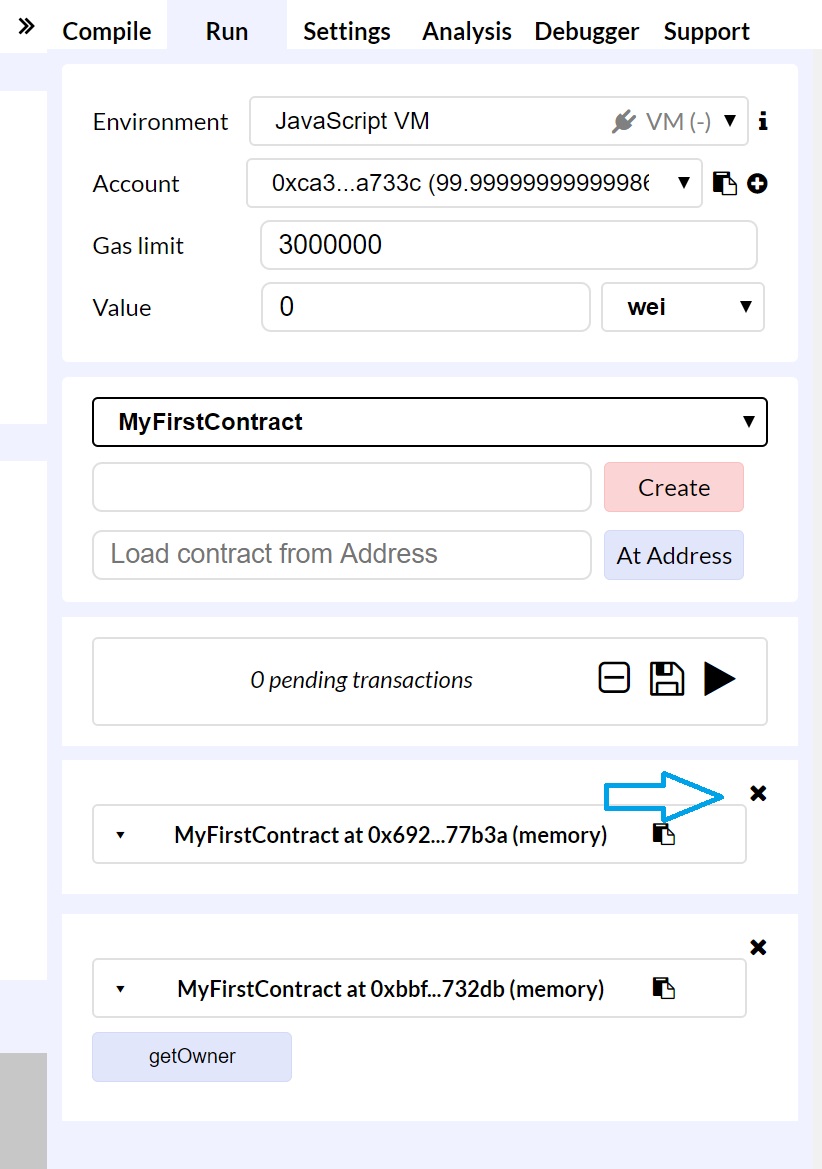 Compile Run Settings Analysis Debugger Support
Environment JavaScript VM VM (-)
Account 0xca3...a733c (99.99999999999986
Gas limit 3000000
Value 0 wei
MyFirstContract
Create
Load contract from Address At Address
0 pending transactions
MyFirstContract at 0x692...77b3a (memory)
MyFirstContract at 0xbbf...732db (memory)
getOwner